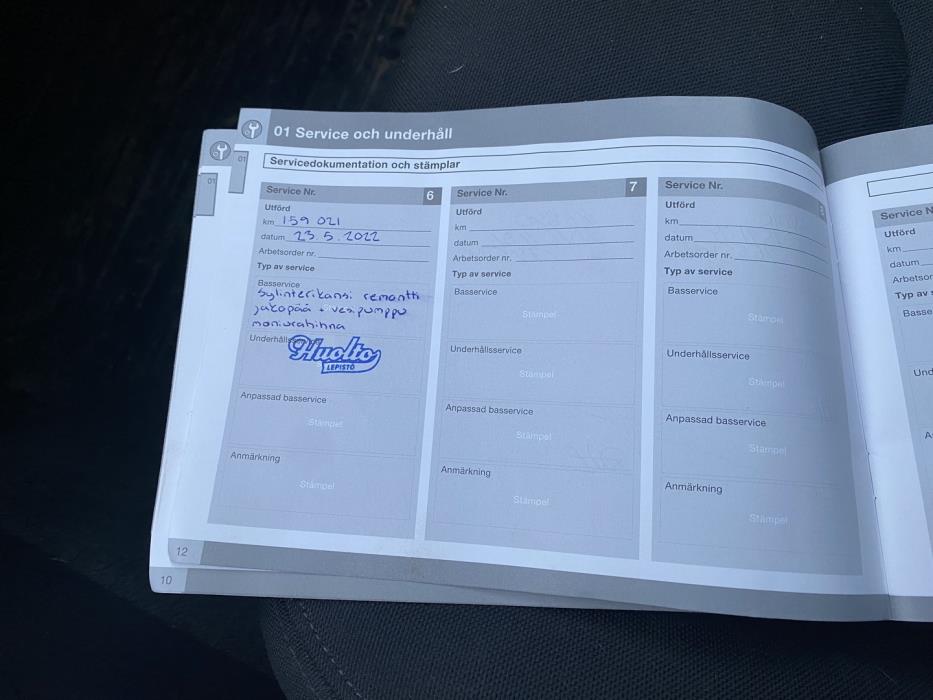 01 Service och underhåll
01
01
Servicedokumentation och stämplar
Service Nr. 6
Utförd
km 159 021
datum 23.5.2022
Arbetsorder nr.
Typ av service
Basservice
Sylinterikansi remontti
jakopää + vesipumppu
moniurahihna
Underhållsservice
Huolto
LEPISTÖ
Anpassad basservice
Stämpel
Anmärkning
Stämpel
12
10
Service Nr. 7
Utförd
km
datum
Arbetsorder nr.
Typ av service
Basservice
Stämpel
Underhållsservice
Stämpel
Anpassad basservice
Stämpel
Anmärkning
Stämpel
Service Nr.
Utförd
km
datum
Arbetsorder nr.
Typ av service
Basservice
Stämpel
Underhållsservice
Stämpel
Anpassad basservice
Stämpel
Anmärkning
Stämpel
Service N
Utförd
km
datum
Arbetsor
Typ av s
Basse
Und
A